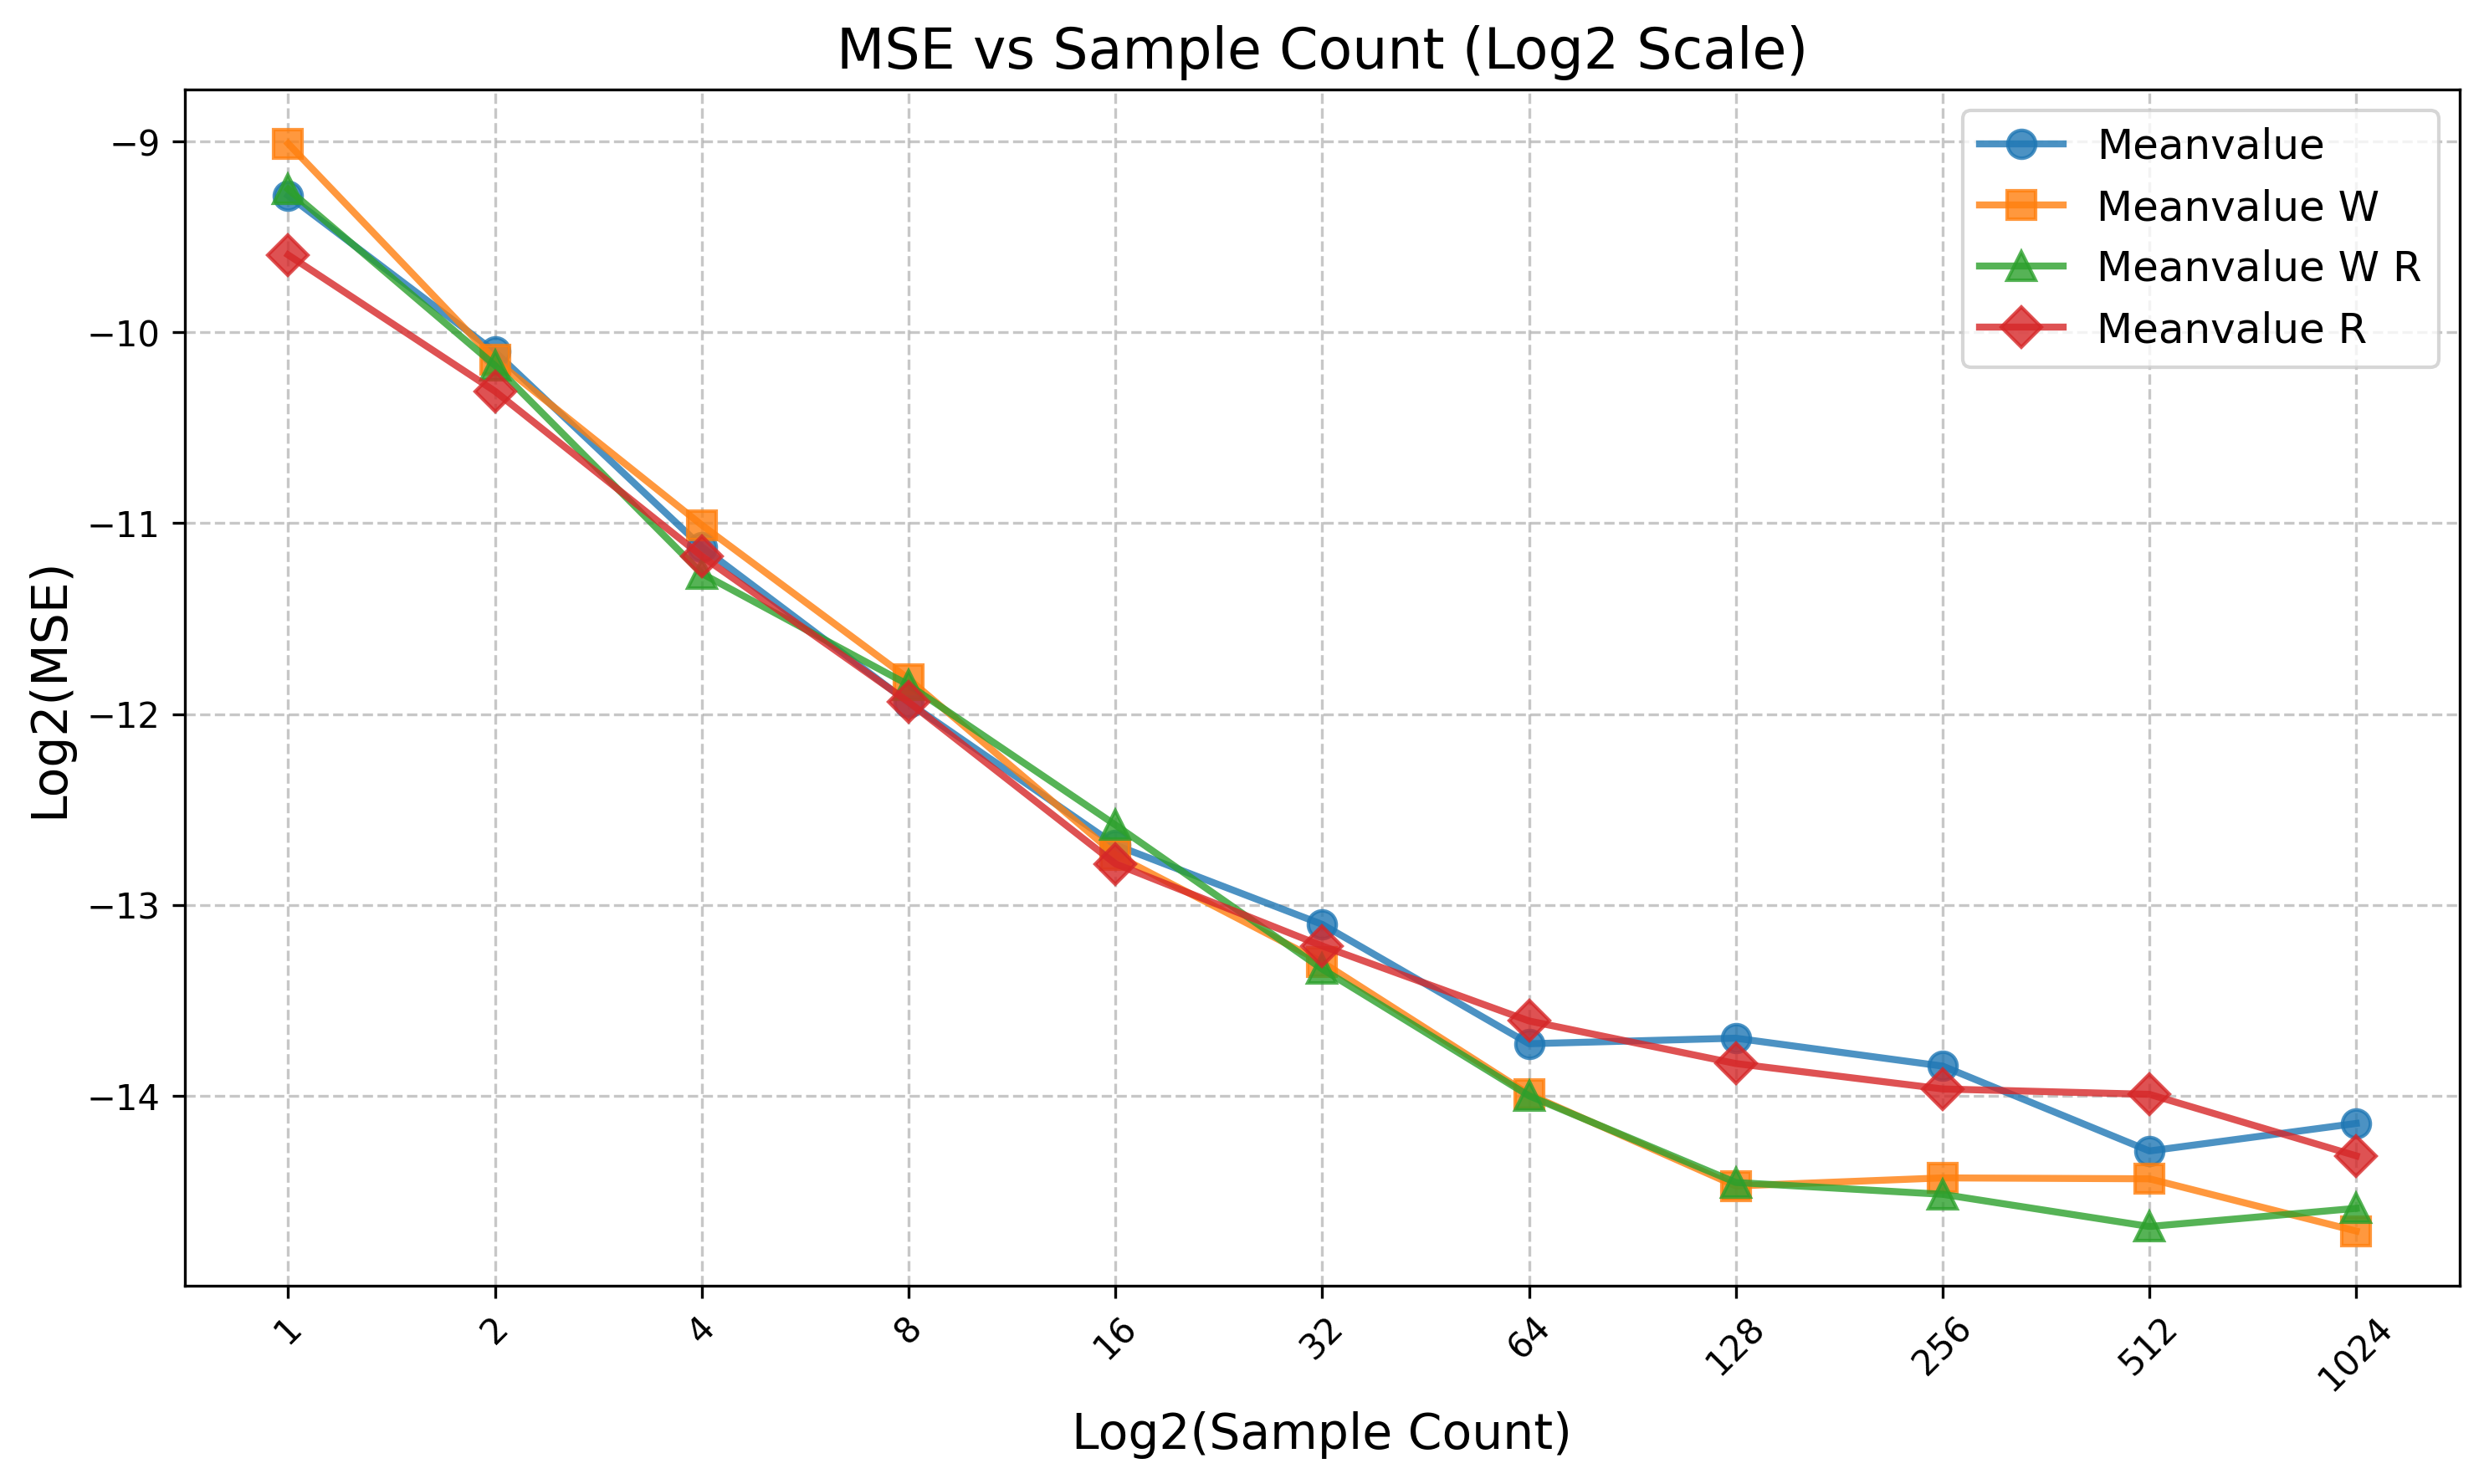 MSE vs Sample Count (Log2 Scale)
Meanvalue
Meanvalue W
Meanvalue W R
Meanvalue R
Log2(MSE)
−9
−10
−11
−12
−13
−14
1
2
4
8
16
32
64
128
256
512
1024
Log2(Sample Count)